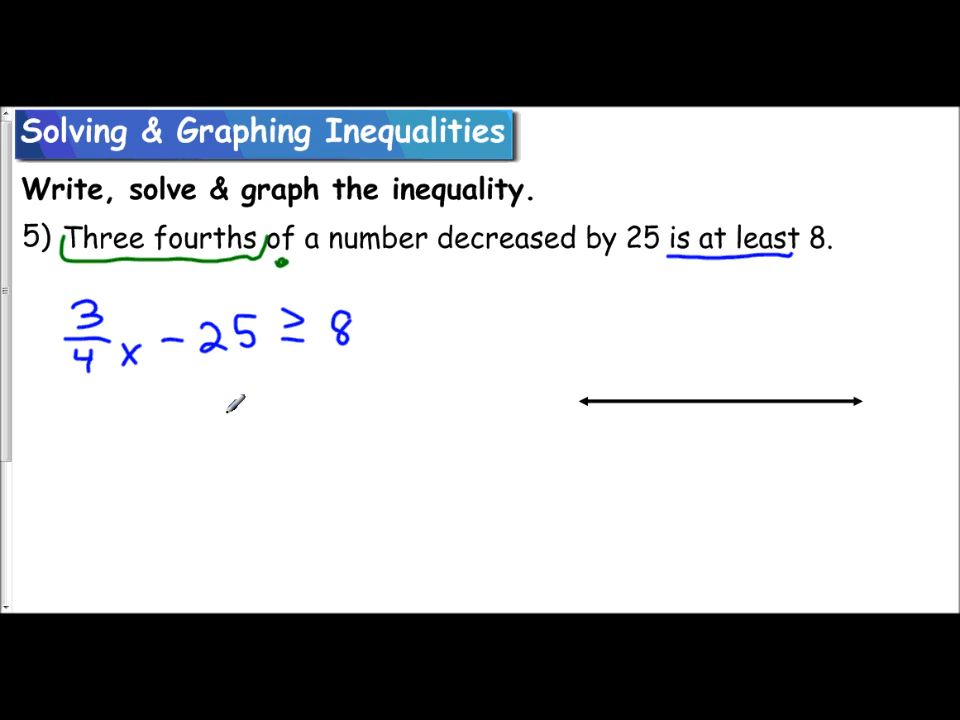 Solving & Graphing Inequalities
Write, solve & graph the inequality.
5) Three fourths of a number decreased by 25 is at least 8.
3/4 x - 25 ≥ 8